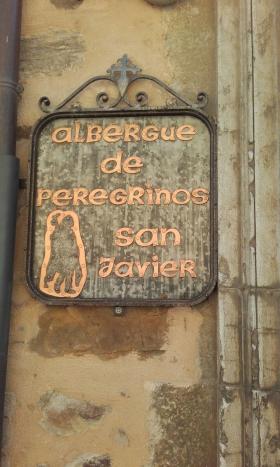 ALBERGUE
de
PEREGRINOS
SAN
JAVIER